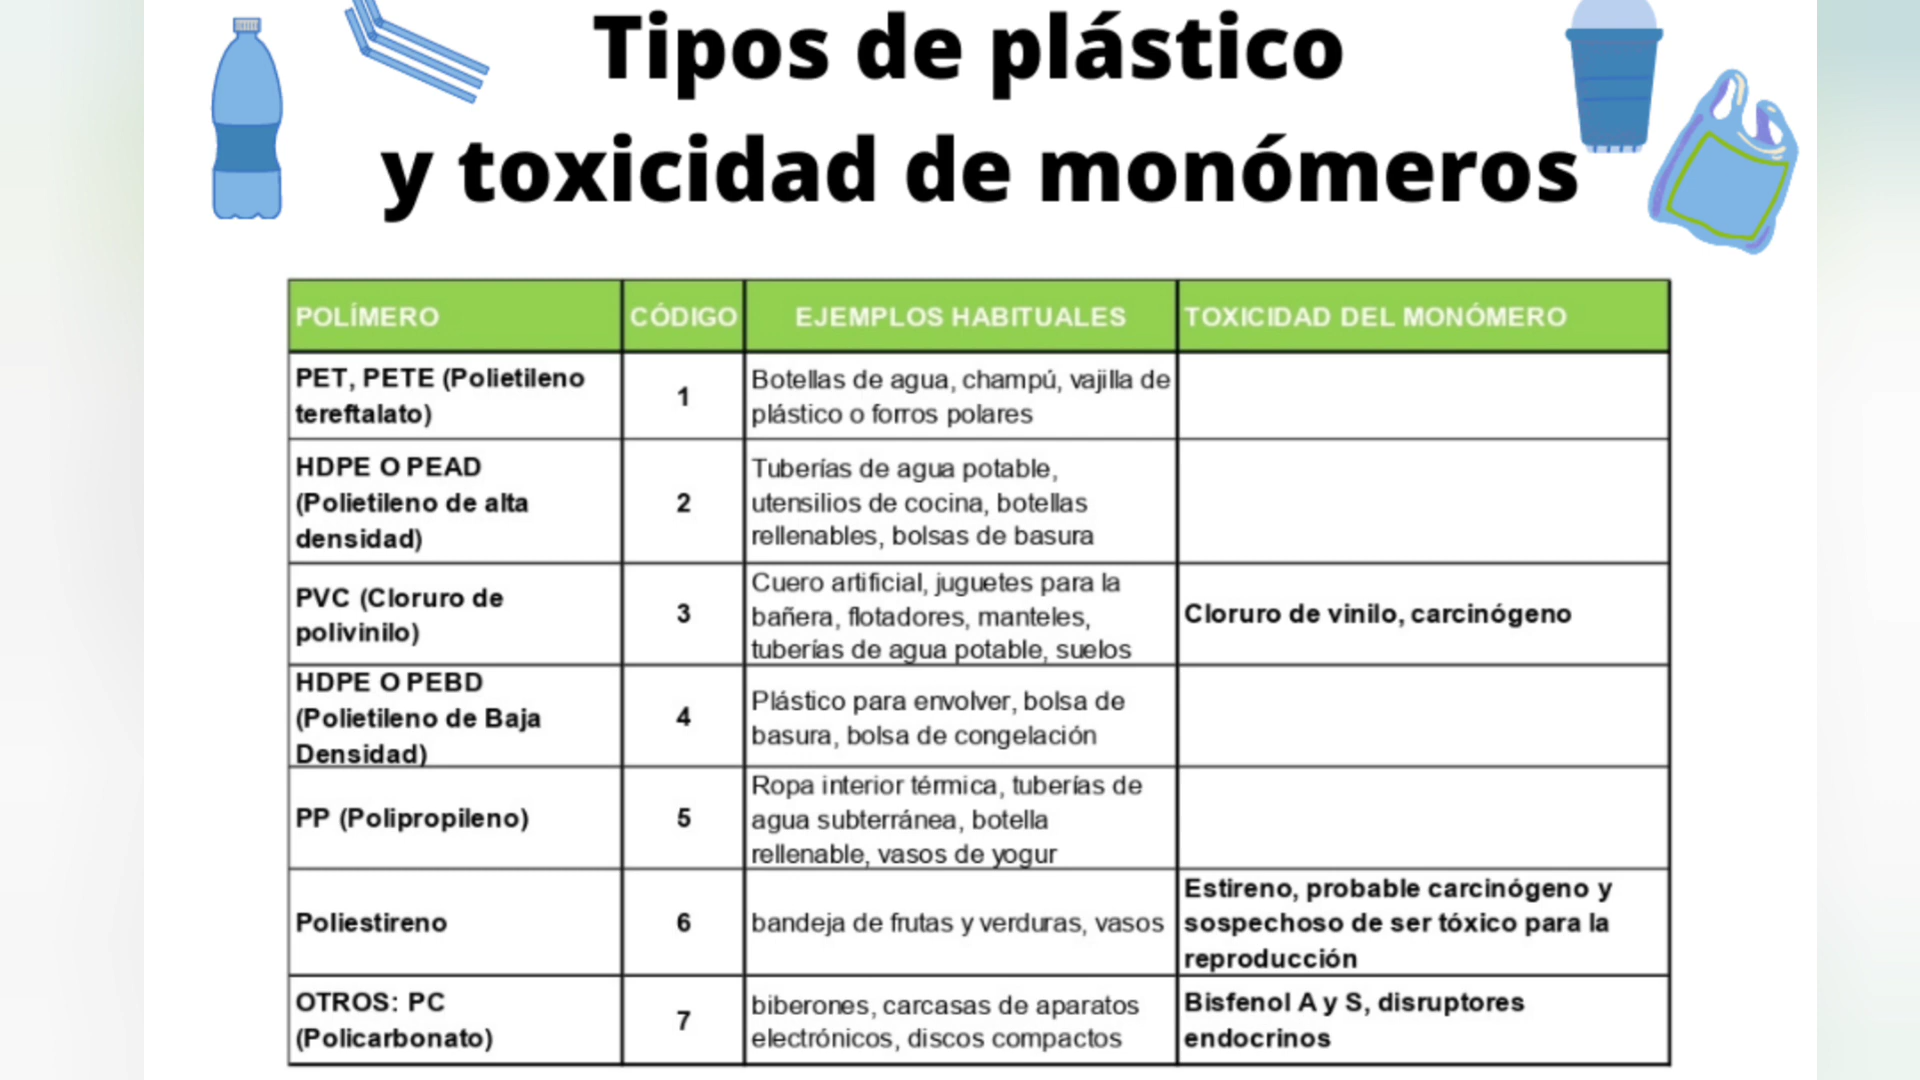 Tipos de plástico
y toxicidad de monómeros
POLÍMERO
CÓDIGO
EJEMPLOS HABITUALES
TOXICIDAD DEL MONÓMERO
PET, PETE (Polietileno
tereftalato)
1
Botellas de agua, champú, vajilla de
plástico o forros polares
HDPE O PEAD
(Polietileno de alta
densidad)
2
Tuberías de agua potable,
utensilios de cocina, botellas
rellenables, bolsas de basura
PVC (Cloruro de
polivinilo)
3
Cuero artificial, juguetes para la
bañera, flotadores, manteles,
tuberías de agua potable, suelos
Cloruro de vinilo, carcinógeno
HDPE O PEBD
(Polietileno de Baja
Densidad)
4
Plástico para envolver, bolsa de
basura, bolsa de congelación
PP (Polipropileno)
5
Ropa interior térmica, tuberías de
agua subterránea, botella
rellenable, vasos de yogur
Poliestireno
6
bandeja de frutas y verduras, vasos
Estireno, probable carcinógeno y
sospechoso de ser tóxico para la
reproducción
OTROS: PC
(Policarbonato)
7
biberones, carcasas de aparatos
electrónicos, discos compactos
Bisfenol A y S, disruptores
endocrinos